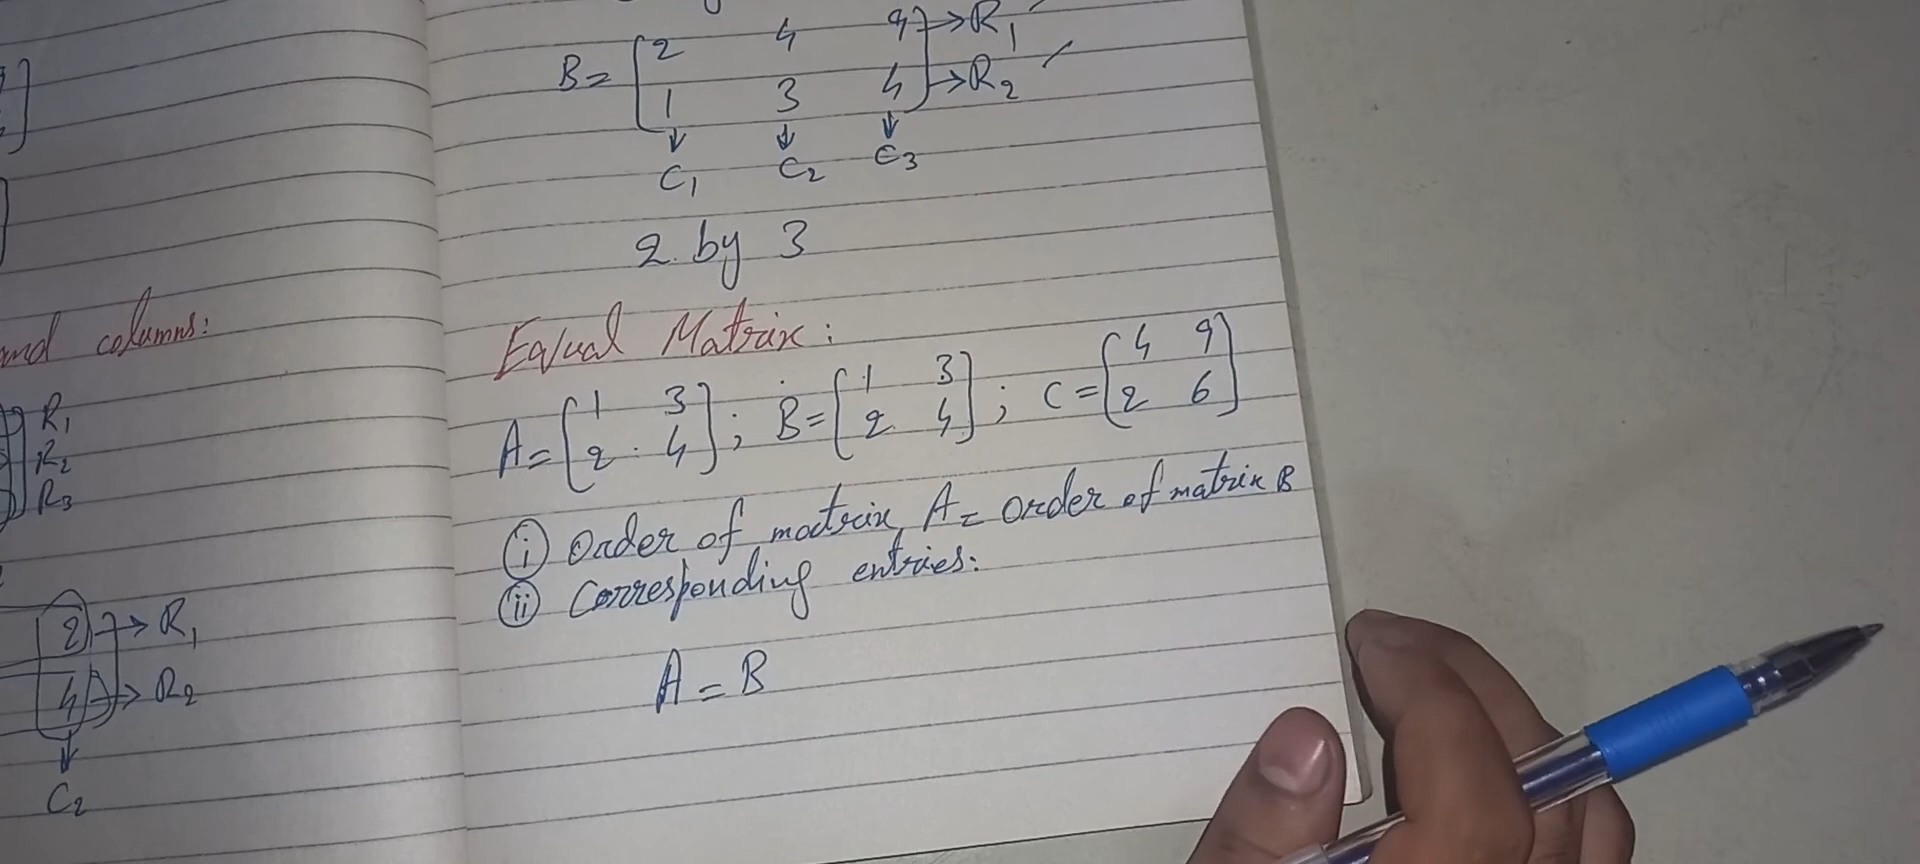 and columns:
R1
R2
R3
2 → R1
4 → R2
C2
B = [2 4 9] → R1
[1 3 4] → R2
C1 C2 C3
2 by 3
Equal Matrix:
A = [1 3; B = [1 3; C = [4 9
2 4] 2 4] 2 6]
(i) Order of matrix A = Order of matrix B
(ii) Corresponding entries:
A = B